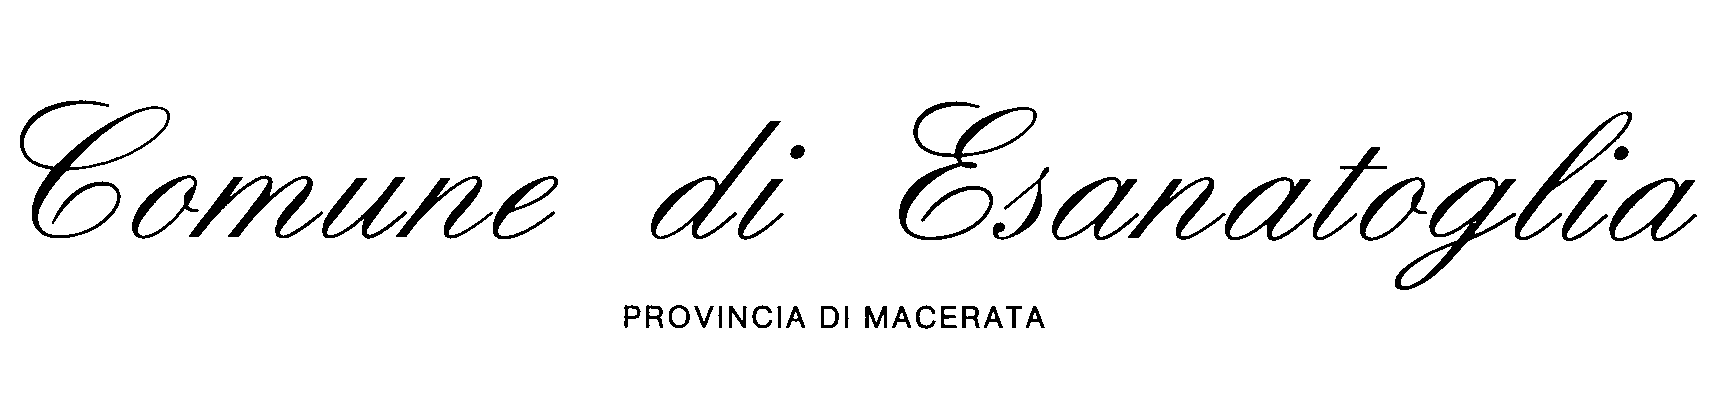 Comune di Esanatoglia
PROVINCIA DI MACERATA